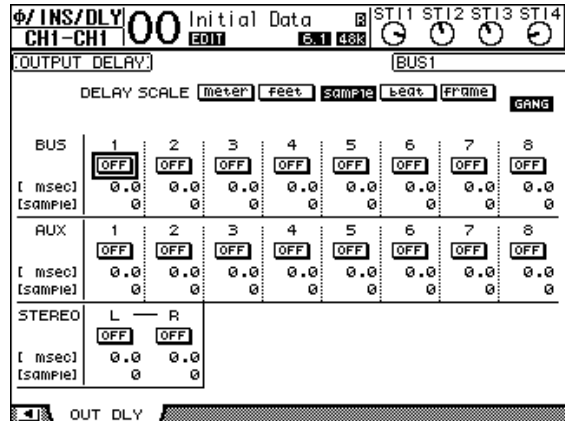 Φ/INS/DLY 00 Initial Data B ST11 ST12 ST13 ST14
CH1-CH1 EDIT 6.1 48k
OUTPUT DELAY BUS1
DELAY SCALE meter feet sample beat frame
GANG
BUS 1 2 3 4 5 6 7 8
OFF OFF OFF OFF OFF OFF OFF OFF
[ msec] 0.0 0.0 0.0 0.0 0.0 0.0 0.0 0.0
[sample] 0 0 0 0 0 0 0 0
AUX 1 2 3 4 5 6 7 8
OFF OFF OFF OFF OFF OFF OFF OFF
[ msec] 0.0 0.0 0.0 0.0 0.0 0.0 0.0 0.0
[sample] 0 0 0 0 0 0 0 0
STEREO L — R
OFF OFF
[ msec] 0.0 0.0
[sample] 0 0
OUT DLY